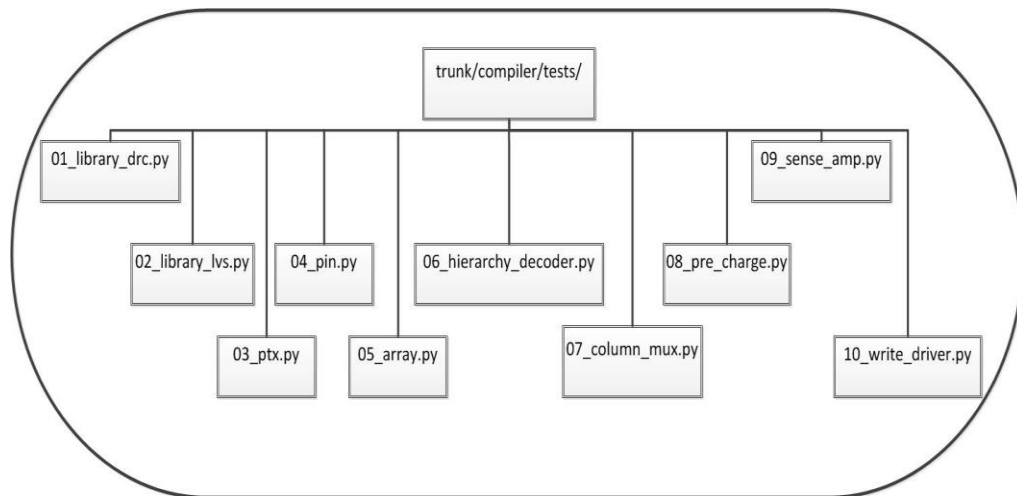 trunk/compiler/tests/
01_library_drc.py
09_sense_amp.py
02_library_lvs.py
04_pin.py
06_hierarchy_decoder.py
08_pre_charge.py
03_ptx.py
05_array.py
07_column_mux.py
10_write_driver.py